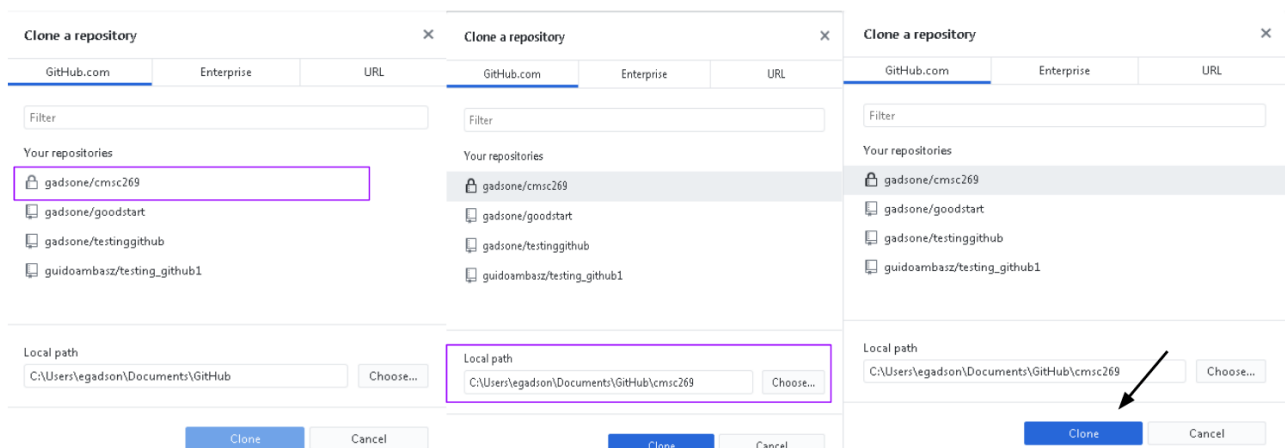 Clone a repository
GitHub.com Enterprise URL
Filter
Your repositories
gadsone/cmsc269
gadsone/goodstart
gadsone/testinggithub
guidoambasz/testing_github1
Local path
C:\Users\egadson\Documents\GitHub Choose...
Clone Cancel
Clone a repository
GitHub.com Enterprise URL
Filter
Your repositories
gadsone/cmsc269
gadsone/goodstart
gadsone/testinggithub
guidoambasz/testing_github1
Local path
C:\Users\egadson\Documents\GitHub\cmsc269 Choose...
Clone Cancel
Clone a repository
GitHub.com Enterprise URL
Filter
Your repositories
gadsone/cmsc269
gadsone/goodstart
gadsone/testinggithub
guidoambasz/testing_github1
Local path
C:\Users\egadson\Documents\GitHub\cmsc269 Choose...
Clone Cancel